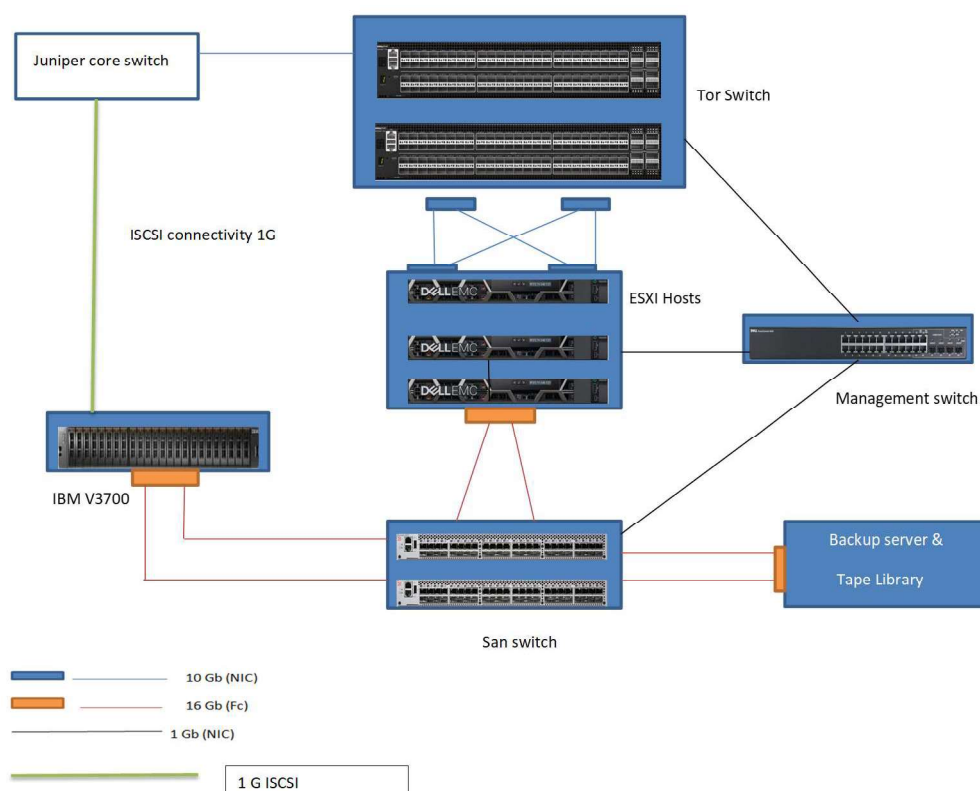 Juniper core switch
Tor Switch
ISCSI connectivity 1G
ESXI Hosts
DELLEMC
DELLEMC
DELLEMC
Management switch
IBM V3700
Backup server &
Tape Library
San switch
10 Gb (NIC)
16 Gb (Fc)
1 Gb (NIC)
1 G ISCSI